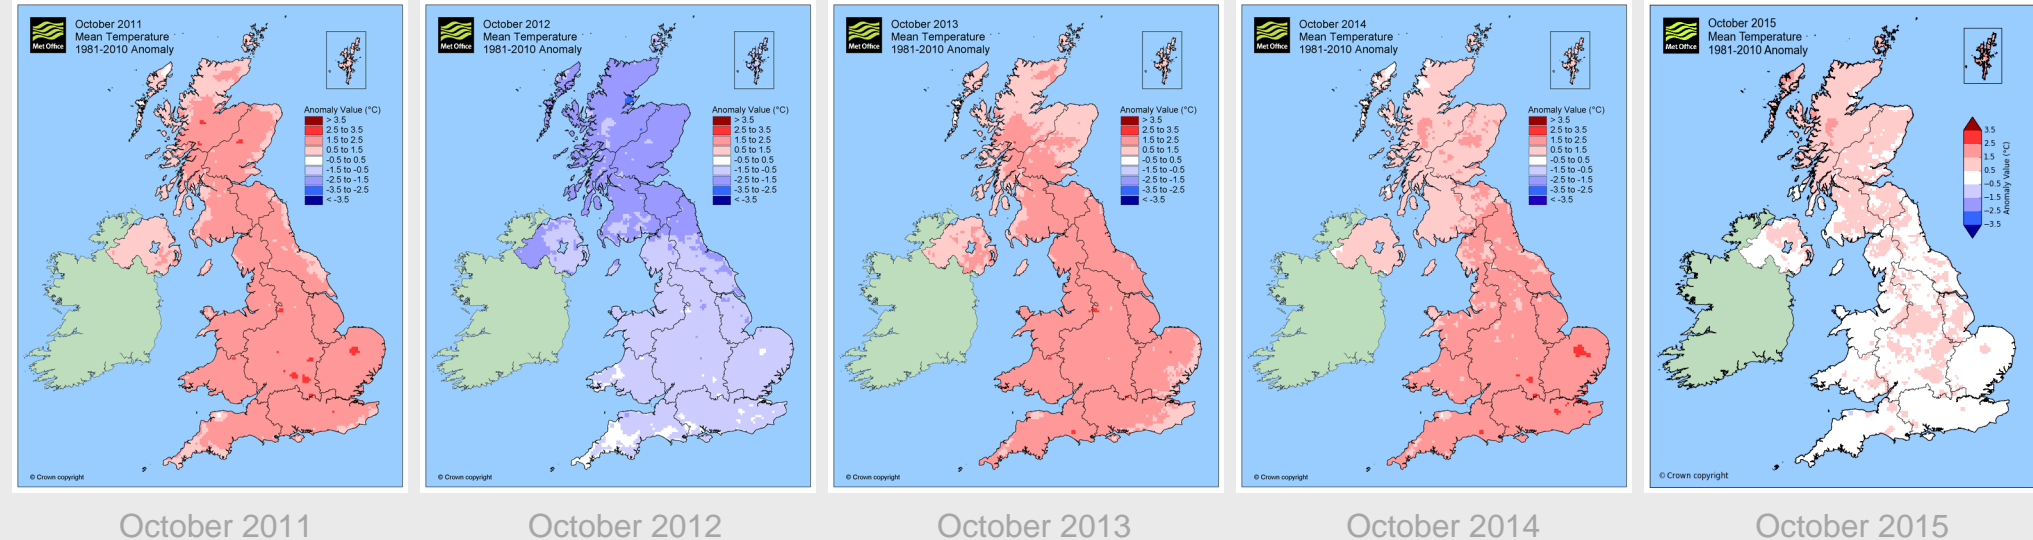 October 2011
Mean Temperature
1981-2010 Anomaly
Met Office
Anomaly Value (°C)
> 3.5
2.5 to 3.5
1.5 to 2.5
0.5 to 1.5
-0.5 to 0.5
-1.5 to -0.5
-2.5 to -1.5
-3.5 to -2.5
< -3.5
© Crown copyright
October 2011
October 2012
Mean Temperature
1981-2010 Anomaly
Met Office
Anomaly Value (°C)
> 3.5
2.5 to 3.5
1.5 to 2.5
0.5 to 1.5
-0.5 to 0.5
-1.5 to -0.5
-2.5 to -1.5
-3.5 to -2.5
< -3.5
© Crown copyright
October 2012
October 2013
Mean Temperature
1981-2010 Anomaly
Met Office
Anomaly Value (°C)
> 3.5
2.5 to 3.5
1.5 to 2.5
0.5 to 1.5
-0.5 to 0.5
-1.5 to -0.5
-2.5 to -1.5
-3.5 to -2.5
< -3.5
© Crown copyright
October 2013
October 2014
Mean Temperature
1981-2010 Anomaly
Met Office
Anomaly Value (°C)
> 3.5
2.5 to 3.5
1.5 to 2.5
0.5 to 1.5
-0.5 to 0.5
-1.5 to -0.5
-2.5 to -1.5
-3.5 to -2.5
< -3.5
© Crown copyright
October 2014
October 2015
Mean Temperature
1981-2010 Anomaly
Met Office
3.5
2.5
1.5
0.5
−0.5
−1.5
−2.5
−3.5
Anomaly Value (°C)
© Crown copyright
October 2015